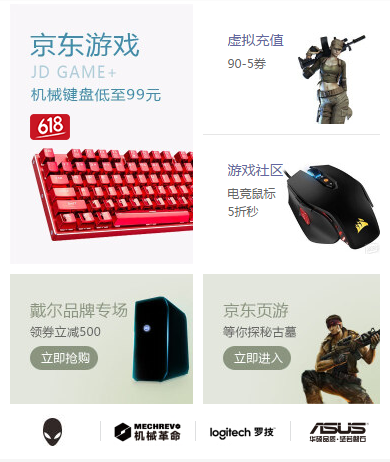 京东游戏
JD GAME+
机械键盘低至99元
618
虚拟充值
90-5券
游戏社区
电竞鼠标
5折秒
戴尔品牌专场
领券立减500
立即抢购
京东页游
等你探秘古墓
立即进入
MECHREVO
机械革命
logitech 罗技
ASUS
华硕品质·坚若磐石